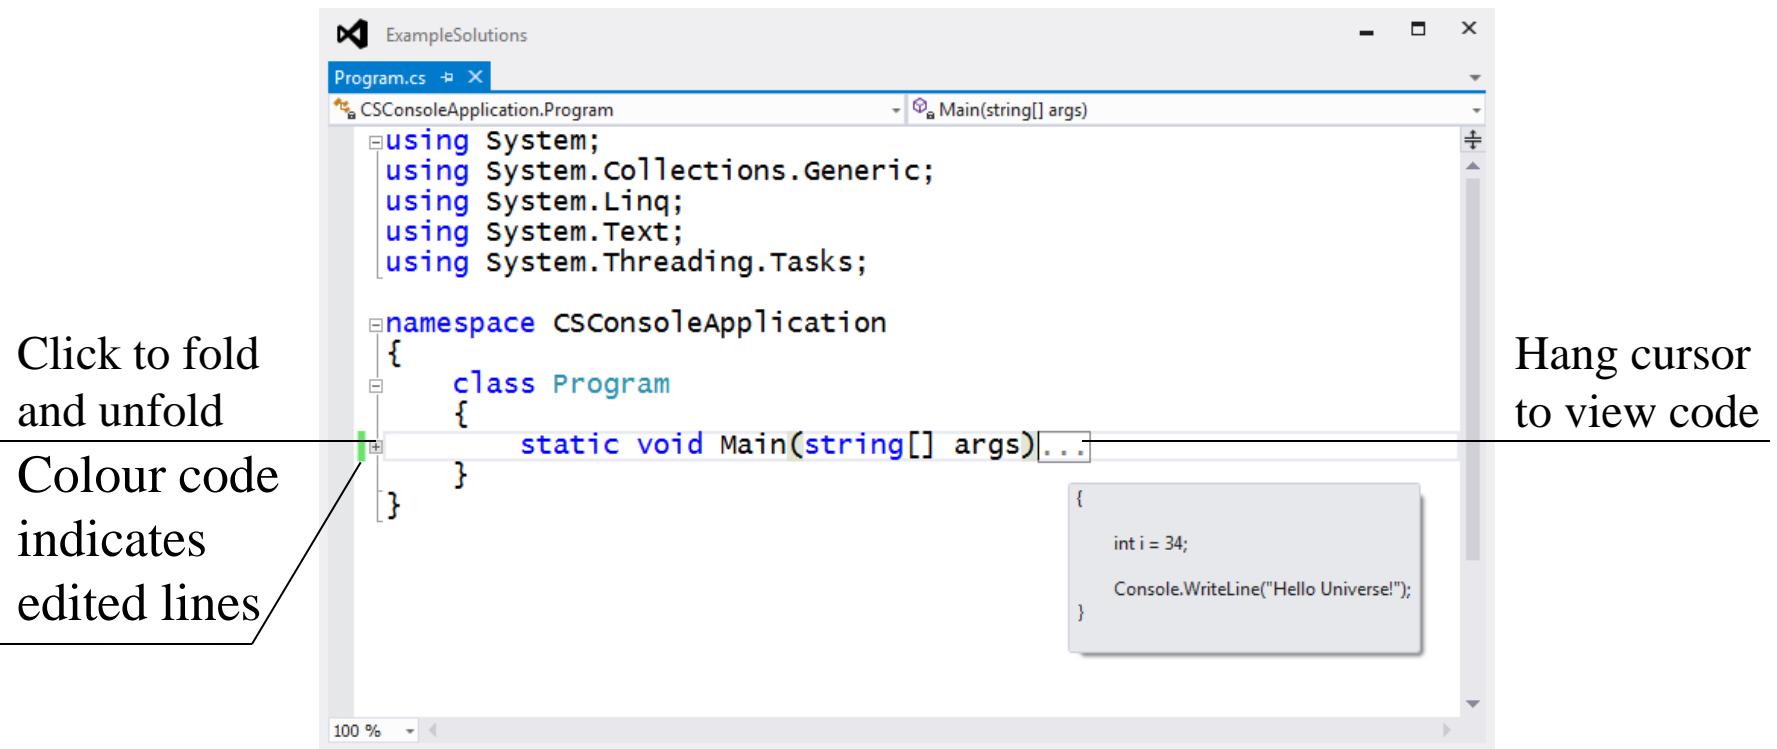 ExampleSolutions
Program.cs
CSConsoleApplication.Program
Main(string[] args)
using System;
using System.Collections.Generic;
using System.Linq;
using System.Text;
using System.Threading.Tasks;
namespace CSConsoleApplication
{
class Program
{
static void Main(string[] args)...
}
}
{
int i = 34;
Console.WriteLine("Hello Universe!");
}
100 %
Click to fold
and unfold
Colour code
indicates
edited lines
Hang cursor
to view code